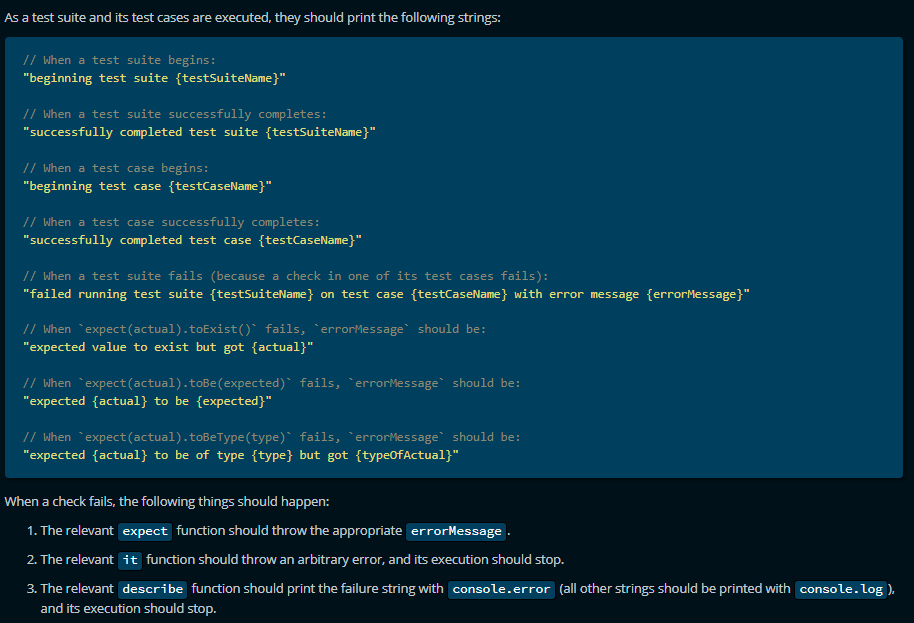 As a test suite and its test cases are executed, they should print the following strings:
// When a test suite begins:
"beginning test suite {testSuiteName}"
// When a test suite successfully completes:
"successfully completed test suite {testSuiteName}"
// When a test case begins:
"beginning test case {testCaseName}"
// When a test case successfully completes:
"successfully completed test case {testCaseName}"
// When a test suite fails (because a check in one of its test cases fails):
"failed running test suite {testSuiteName} on test case {testCaseName} with error message {errorMessage}"
// When `expect(actual).toExist()` fails, `errorMessage` should be:
"expected value to exist but got {actual}"
// When `expect(actual).toBe(expected)` fails, `errorMessage` should be:
"expected {actual} to be {expected}"
// When `expect(actual).toBeType(type)` fails, `errorMessage` should be:
"expected {actual} to be of type {type} but got {typeOfActual}"
When a check fails, the following things should happen:
1. The relevant expect function should throw the appropriate errorMessage .
2. The relevant it function should throw an arbitrary error, and its execution should stop.
3. The relevant describe function should print the failure string with console.error (all other strings should be printed with console.log ),
and its execution should stop.